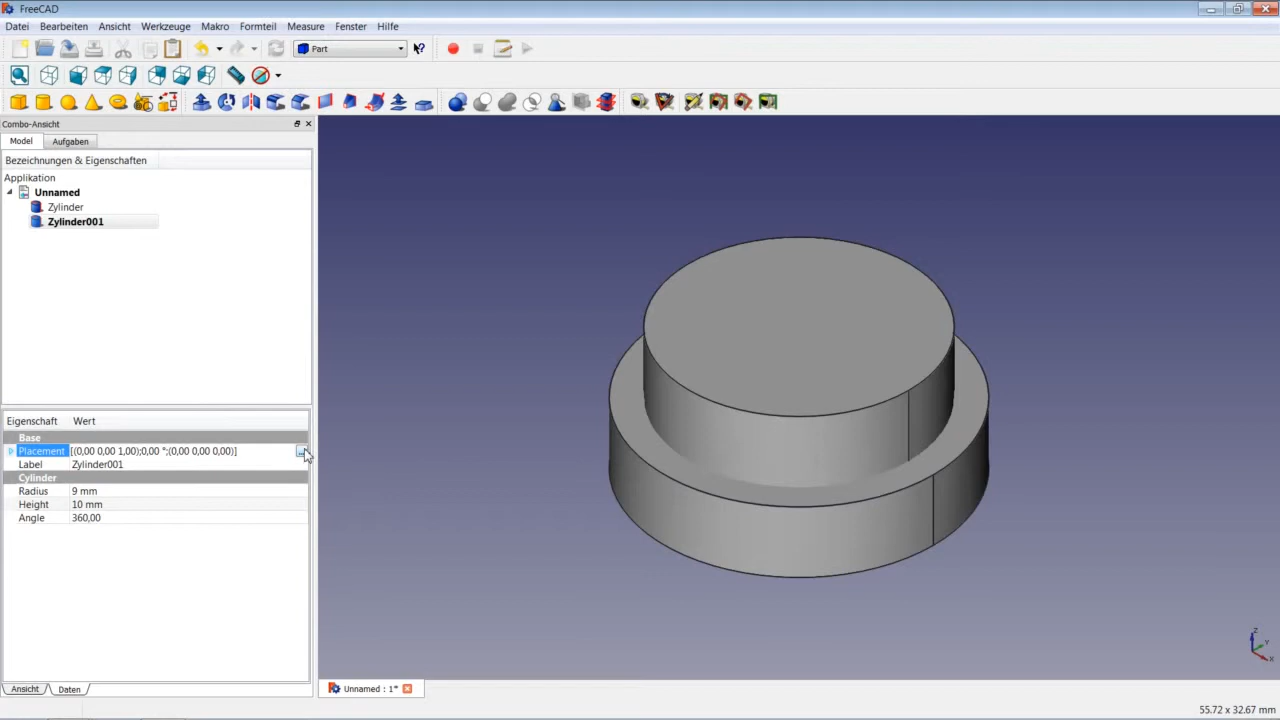 FreeCAD
Datei Bearbeiten Ansicht Werkzeuge Makro Formteil Measure Fenster Hilfe
Part
Combo-Ansicht
Model Aufgaben
Bezeichnungen & Eigenschaften
Applikation
Unnamed
Zylinder
Zylinder001
Eigenschaft Wert
Base
Placement [(0,00 0,00 1,00);0,00 °;(0,00 0,00 0,00)] ...
Label Zylinder001
Cylinder
Radius 9 mm
Height 10 mm
Angle 360,00
Z
Y
X
Ansicht Daten
Unnamed : 1*
55.72 x 32.67 mm